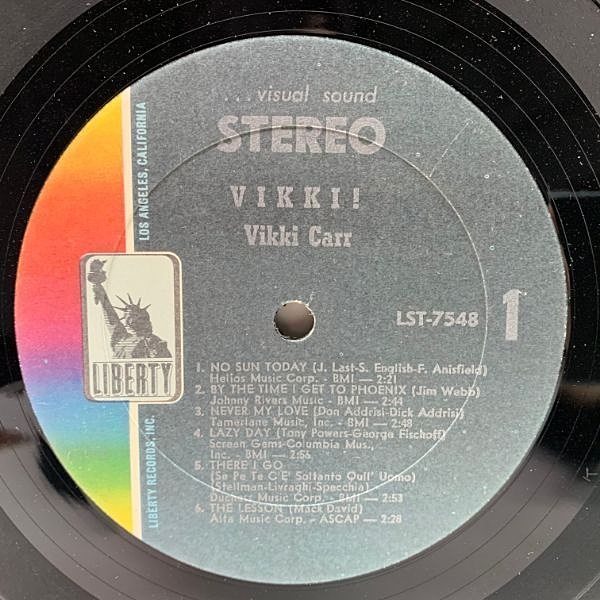 ...visual sound
STEREO
VIKKI!
Vikki Carr
LST-7548
1
LOS ANGELES, CALIFORNIA
LIBERTY
LIBERTY RECORDS, INC.
1. NO SUN TODAY (J. Last-S. English-F. Anisfield)
Helios Music Corp. - BMI — 2:21
2. BY THE TIME I GET TO PHOENIX (Jim Webb)
Johnny Rivers Music - BMI — 2:44
3. NEVER MY LOVE (Don Addrisi-Dick Addrisi)
Tamerlane Music, Inc. - BMI — 2:48
4. LAZY DAY (Tony Powers-George Fischoff)
Screen Gems-Columbia Mus.,
Inc. - BMI — 2:56
5. THERE I GO
(Se Pe Te C'E' Soltanto Quil' Uomo)
(Stellman-Livraghi-Specchia)
Duchess Music Corp. - BMI — 2:53
6. THE LESSON (Mack David)
Alta Music Corp. - ASCAP — 2:28